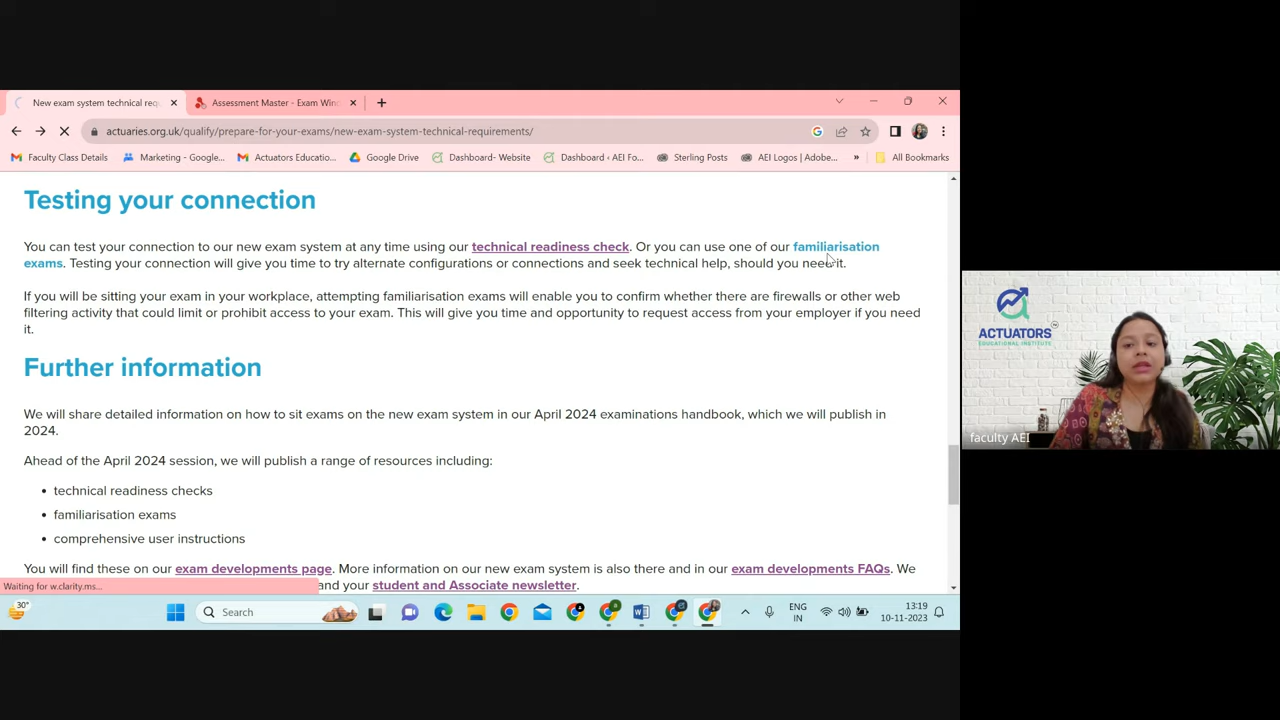 New exam system technical req
Assessment Master - Exam Win
actuaries.org.uk/qualify/prepare-for-your-exams/new-exam-system-technical-requirements/
Faculty Class Details
Marketing - Google...
Actuators Educatio...
Google Drive
Dashboard- Website
Dashboard ‹ AEI Fo...
Sterling Posts
AEI Logos | Adobe...
»
All Bookmarks
Testing your connection
You can test your connection to our new exam system at any time using our technical readiness check. Or you can use one of our familiarisation
exams. Testing your connection will give you time to try alternate configurations or connections and seek technical help, should you need it.
If you will be sitting your exam in your workplace, attempting familiarisation exams will enable you to confirm whether there are firewalls or other web
filtering activity that could limit or prohibit access to your exam. This will give you time and opportunity to request access from your employer if you need
it.
Further information
We will share detailed information on how to sit exams on the new exam system in our April 2024 examinations handbook, which we will publish in
2024.
Ahead of the April 2024 session, we will publish a range of resources including:
• technical readiness checks
• familiarisation exams
• comprehensive user instructions
You will find these on our exam developments page. More information on our new exam system is also there and in our exam developments FAQs. We
and your student and Associate newsletter.
Waiting for w.clarity.ms...
30°
Search
ENG
IN
13:19
10-11-2023
ACTUATORS
EDUCATIONAL INSTITUTE
faculty AEI